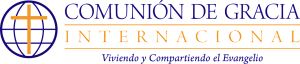 COMUNIÓN DE GRACIA
INTERNACIONAL
Viviendo y Compartiendo el Evangelio